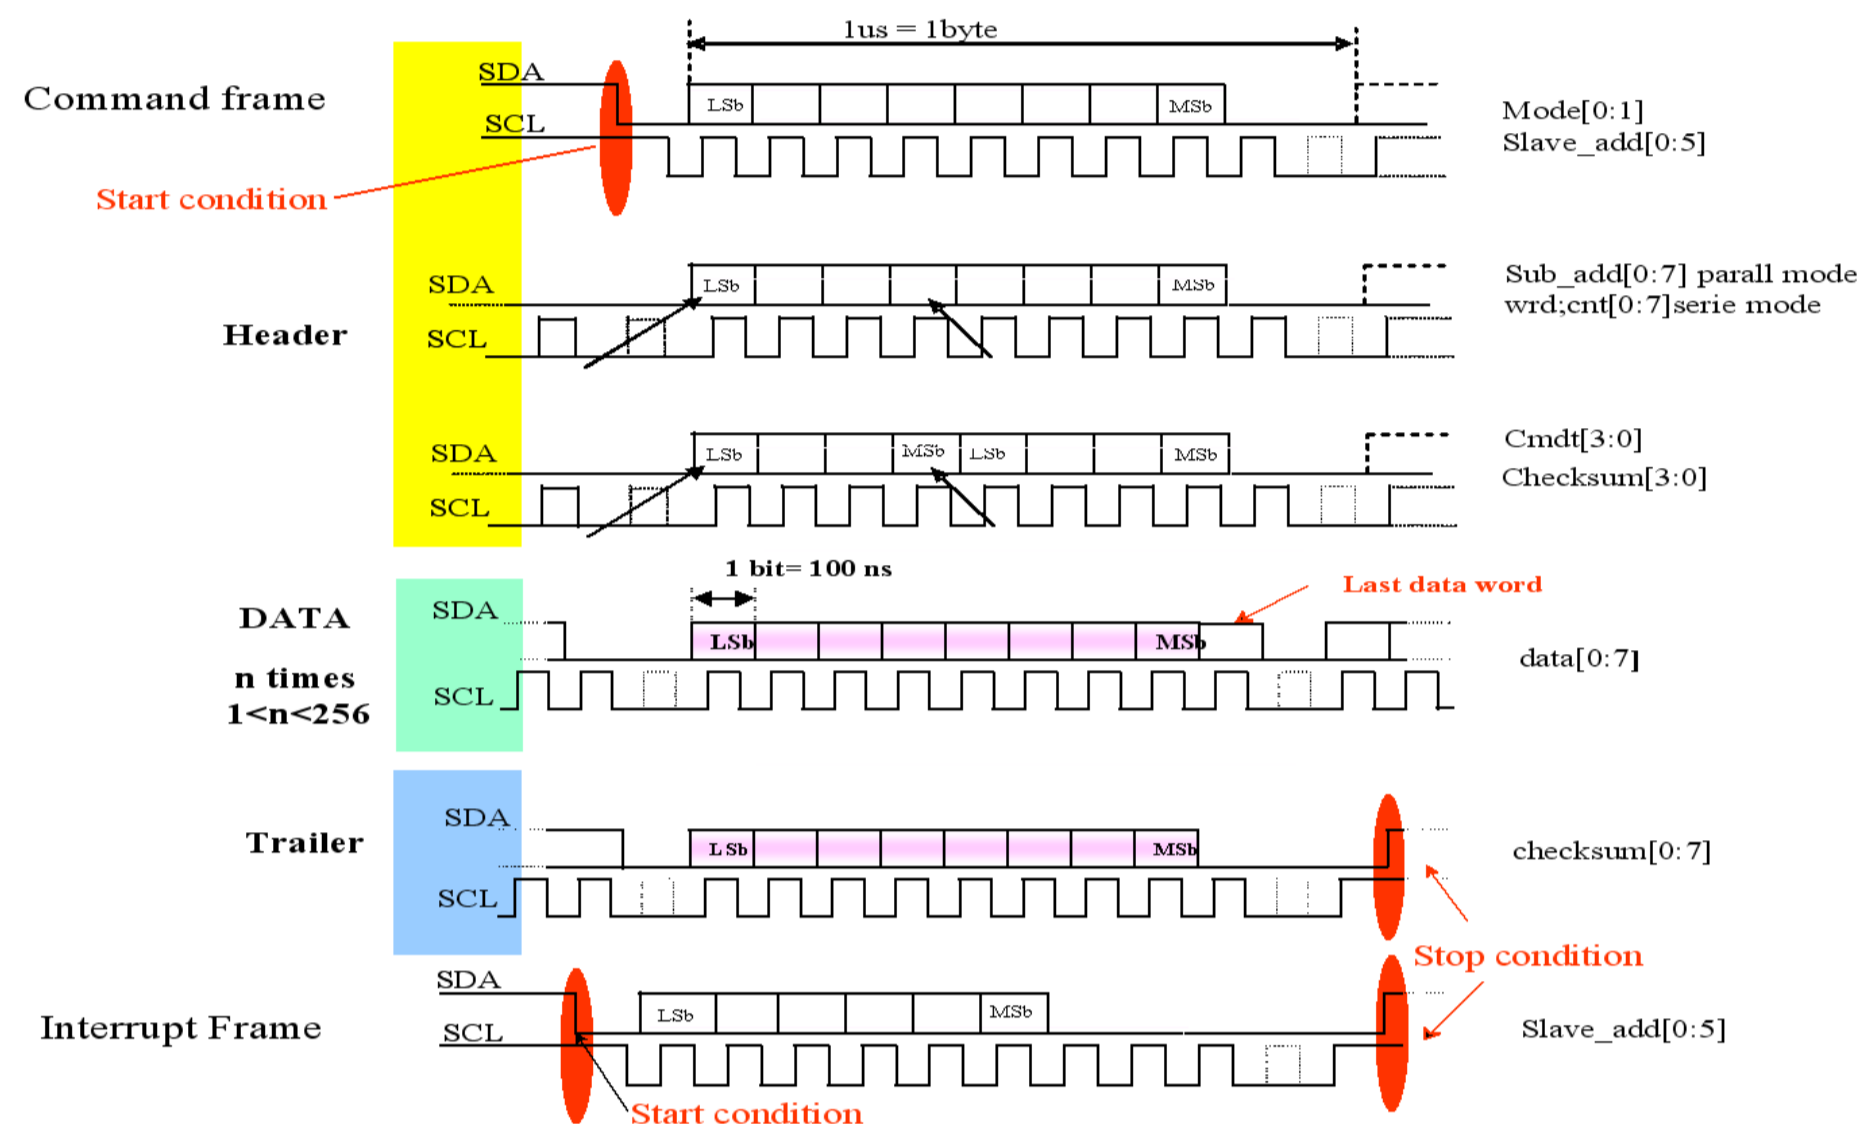 1us = 1byte
Command frame
SDA
LSb
MSb
SCL
Mode[0:1]
Slave_add[0:5]
Start condition
Header
SDA
LSb
MSb
SCL
Sub_add[0:7] parall mode
wrd;cnt[0:7]serie mode
SDA
LSb
MSb
LSb
MSb
SCL
Cmdt[3:0]
Checksum[3:0]
1 bit= 100 ns
Last data word
DATA
n times
1<n<256
SDA
LSb
MSb
SCL
data[0:7]
Trailer
SDA
LSb
MSb
SCL
checksum[0:7]
Stop condition
Interrupt Frame
SDA
LSb
MSb
SCL
Slave_add[0:5]
Start condition